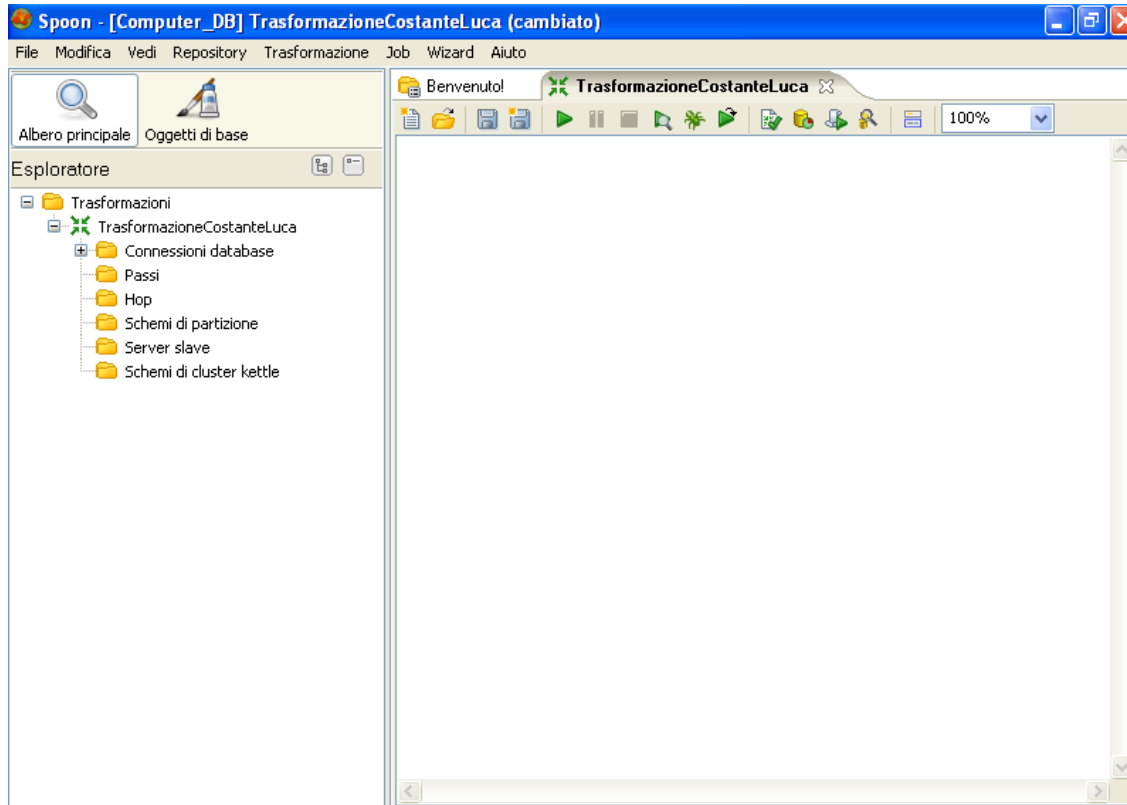 Spoon - [Computer_DB] TrasformazioneCostanteLuca (cambiato)
File Modifica Vedi Repository Trasformazione Job Wizard Aiuto
Albero principale Oggetti di base
Benvenuto! TrasformazioneCostanteLuca
100%
Esploratore
Trasformazioni
TrasformazioneCostanteLuca
Connessioni database
Passi
Hop
Schemi di partizione
Server slave
Schemi di cluster kettle